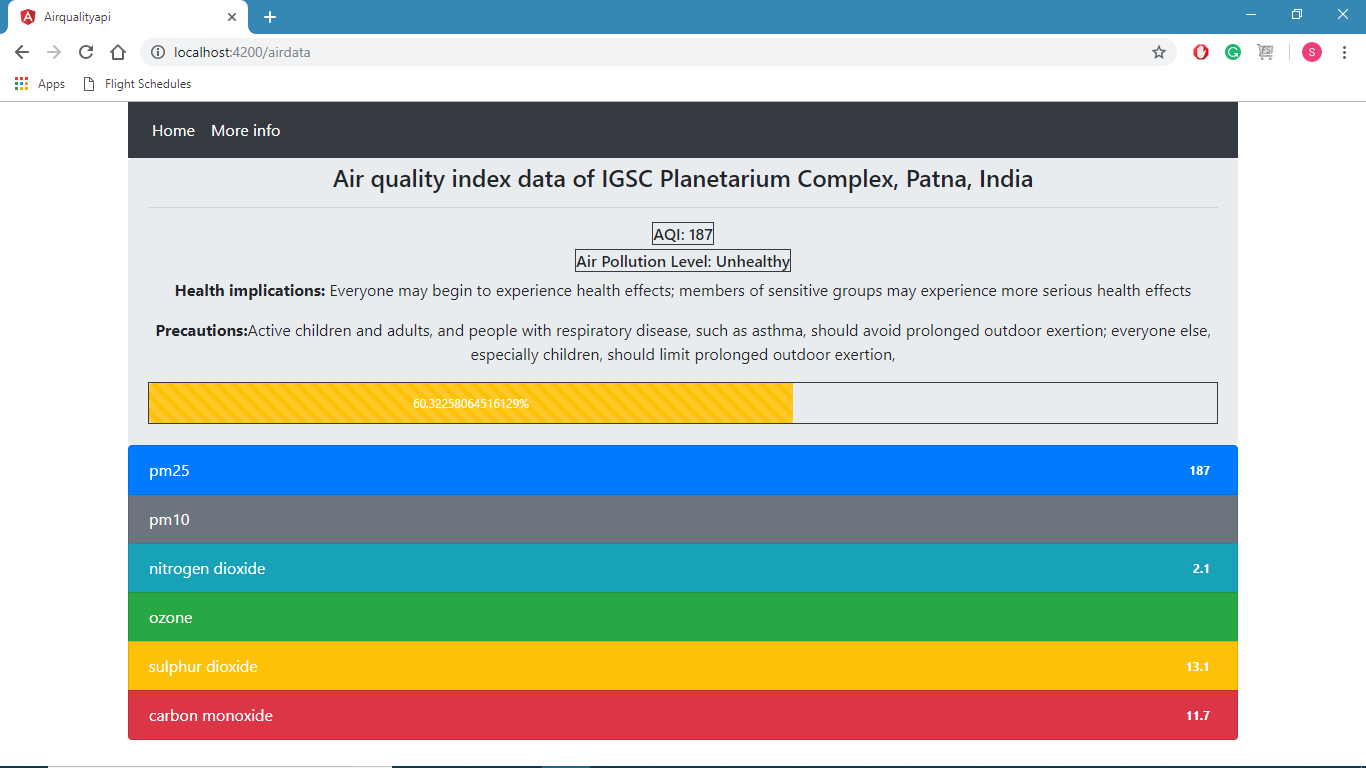 Airqualityapi
localhost:4200/airdata
S
Apps
Flight Schedules
Home
More info
Air quality index data of IGSC Planetarium Complex, Patna, India
AQI: 187
Air Pollution Level: Unhealthy
Health implications: Everyone may begin to experience health effects; members of sensitive groups may experience more serious health effects
Precautions:Active children and adults, and people with respiratory disease, such as asthma, should avoid prolonged outdoor exertion; everyone else,
especially children, should limit prolonged outdoor exertion,
60.32258064516129%
pm25 187
pm10
nitrogen dioxide 2.1
ozone
sulphur dioxide 13.1
carbon monoxide 11.7